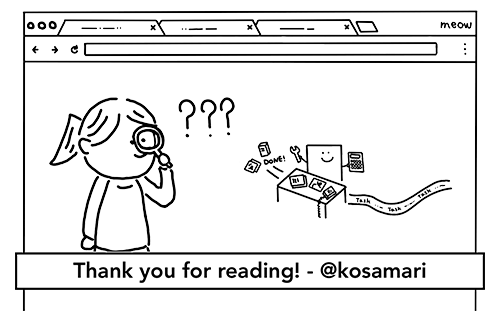 meow
???
DONE!
Task Task Task
Thank you for reading! - @kosamari